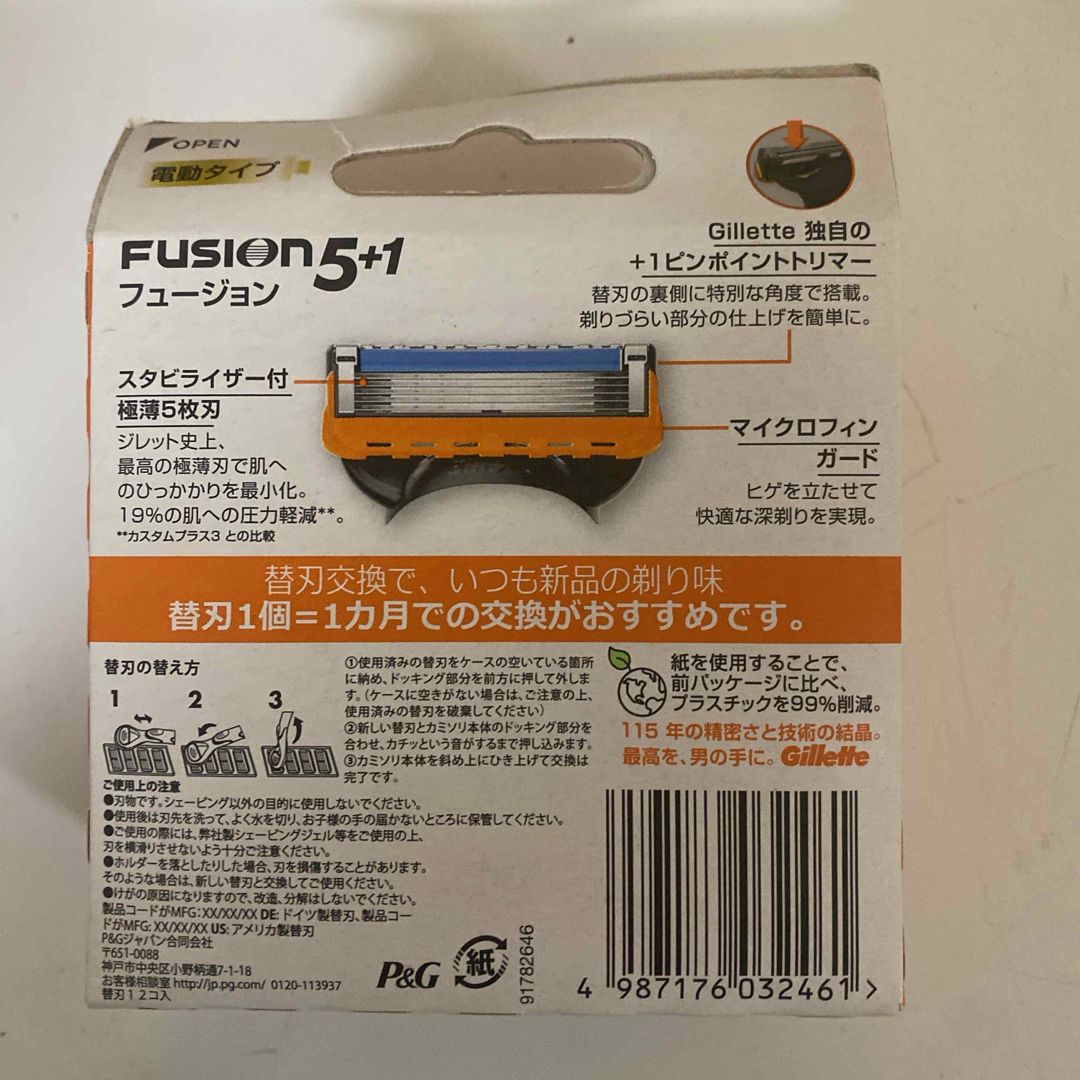 OPEN
電動タイプ
FUSION5+1
フュージョン
Gillette 独自の
+1ピンポイントトリマー
替刃の裏側に特別な角度で搭載。
剃りづらい部分の仕上げを簡単に。
スタビライザー付
極薄5枚刃
ジレット史上、
最高の極薄刃で肌へ
のひっかかりを最小化。
19%の肌への圧力軽減**。
**カスタムプラス3 との比較
マイクロフィン
ガード
ヒゲを立たせて
快適な深剃りを実現。
替刃交換で、いつも新品の剃り味
替刃1個=1カ月での交換がおすすめです。
替刃の替え方
1 2 3
①使用済みの替刃をケースの空いている箇所
に納め、ドッキング部分を前方に押して外しま
す。(ケースに空きがない場合は、ご注意の上、
使用済みの替刃を破棄してください)
②新しい替刃とカミソリ本体のドッキング部分を
合わせ、カチッという音がするまで押し込みます。
③カミソリ本体を斜め上にひき上げて交換は
完了です。
紙を使用することで、
前パッケージに比べ、
プラスチックを99%削減。
115 年の精密さと技術の結晶。
最高を、男の手に。Gillette
ご使用上の注意
●刃物です。シェービング以外の目的に使用しないでください。
●使用後は刃先を洗って、よく水を切り、お子様の手の届かないところに保管してください。
●ご使用の際には、弊社製シェービングジェル等をご使用の上、
刃を横滑りさせないよう十分ご注意ください。
●ホルダーを落としたりした場合、刃を損傷することがあります。
そのような場合は、新しい替刃と交換してご使用ください。
●けがの原因になりますので、改造、分解はしないでください。
製品コードがMFG:XX/XX/XX DE: ドイツ製替刃、製品コー
ドがMFG: XX/XX/XX US: アメリカ製替刃
P&Gジャパン合同会社
〒651-0088
神戸市中央区小野柄通7-1-18
お客様相談室 http://jp.pg.com/ 0120-113937
替刃12コ入
P&G
紙
91782646
4 987176 032461 >